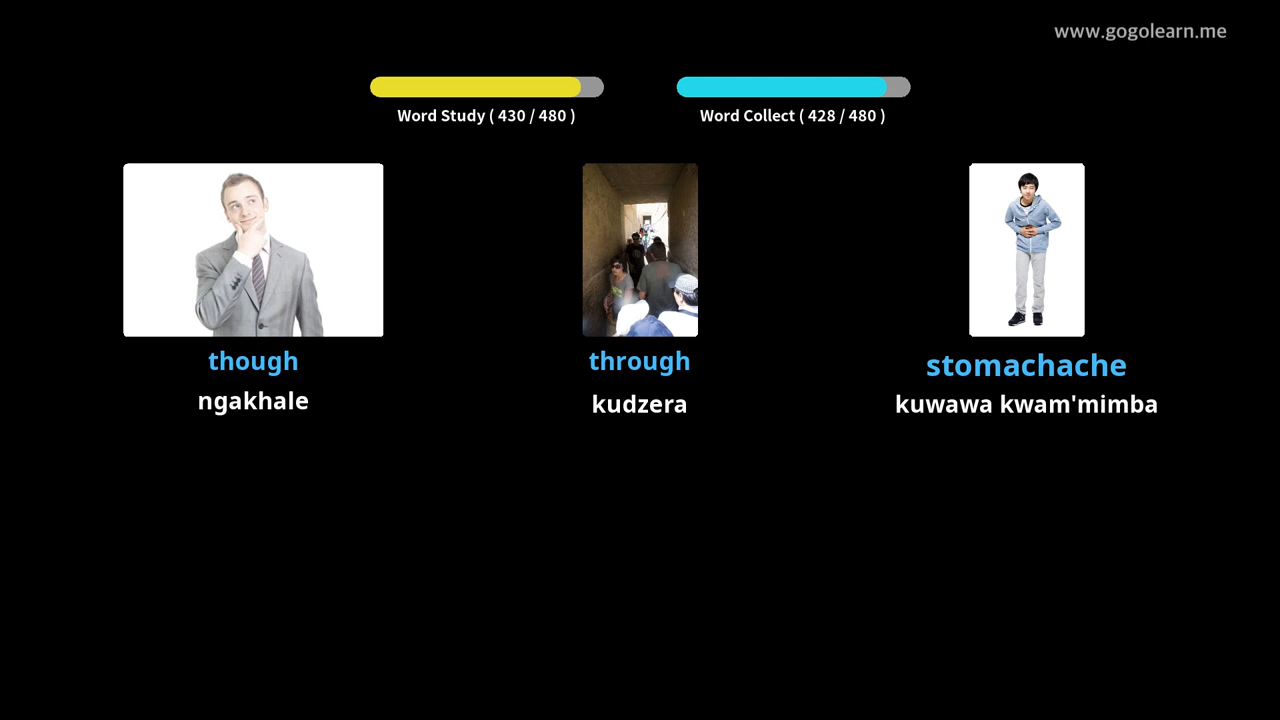 www.gogolearn.me
Word Study ( 430 / 480 )
Word Collect ( 428 / 480 )
though
through
stomachache
ngakhale
kudzera
kuwawa kwam'mimba